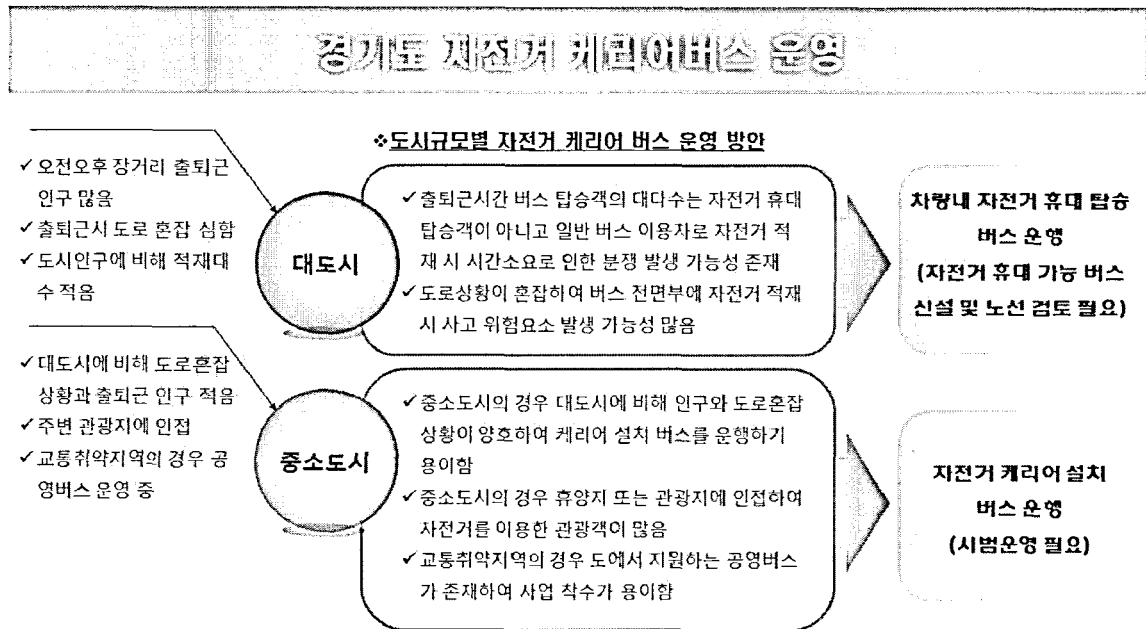 경기도 자전거 케리어버스 운영
❖도시규모별 자전거 케리어 버스 운영 방안
✓오전오후 장거리 출퇴근
인구 많음
✓출퇴근시 도로 혼잡 심함
✓도시인구에 비해 적재대
수 적음
대도시
✓출퇴근시간 버스 탑승객의 대다수는 자전거 휴대
탑승객이 아니고 일반 버스 이용자로 자전거 적
재 시 시간소요로 인한 분쟁 발생 가능성 존재
✓도로상황이 혼잡하여 버스 전면부에 자전거 적재
시 사고 위험요소 발생 가능성 많음
차량내 자전거 휴대 탑승
버스 운행
(자전거 휴대 가능 버스
신설 및 노선 검토 필요)
✓대도시에 비해 도로혼잡
상황과 출퇴근 인구 적음
✓주변 관광지에 인접
✓교통취약지역의 경우 공
영버스 운영 중
중소도시
✓중소도시의 경우 대도시에 비해 인구와 도로혼잡
상황이 양호하여 케리어 설치 버스를 운행하기
용이함
✓중소도시의 경우 휴양지 또는 관광지에 인접하여
자전거를 이용한 관광객이 많음
✓교통취약지역의 경우 도에서 지원하는 공영버스
가 존재하여 사업 착수가 용이함
자전거 케리어 설치
버스 운행
(시범운영 필요)